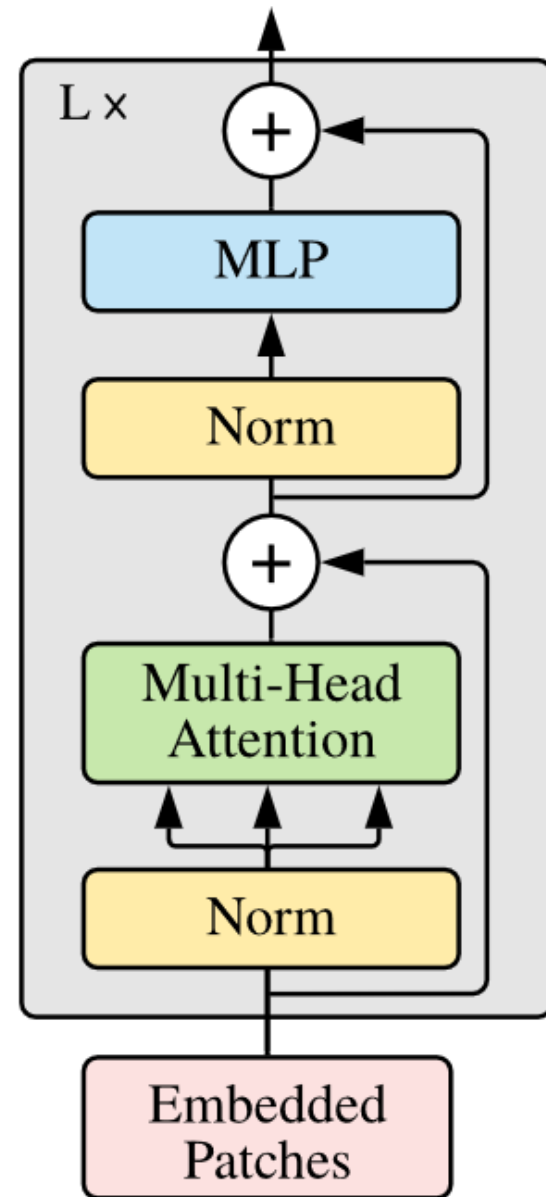 L ×
+
MLP
Norm
+
Multi-Head
Attention
Norm
Embedded
Patches